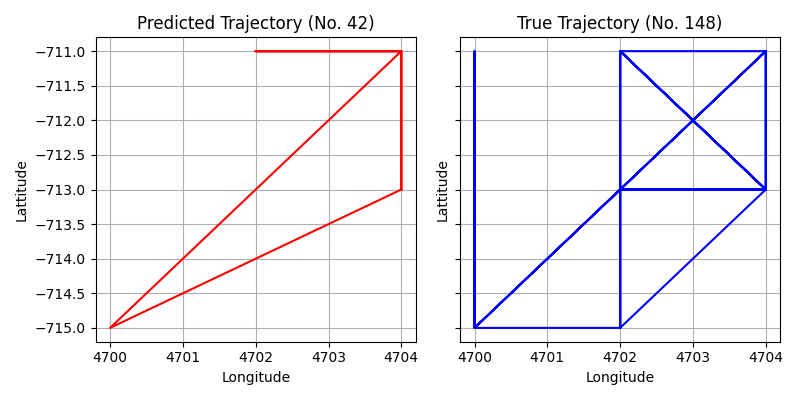 Predicted Trajectory (No. 42)
True Trajectory (No. 148)
−711.0
−711.5
−712.0
−712.5
−713.0
−713.5
−714.0
−714.5
−715.0
Lattitude
4700 4701 4702 4703 4704
Longitude
Lattitude
4700 4701 4702 4703 4704
Longitude